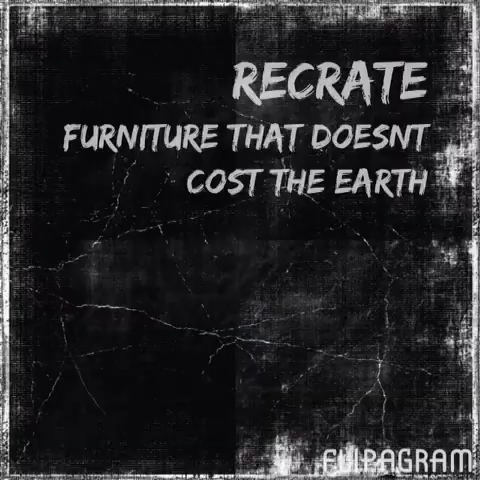 RECRATE
FURNITURE THAT DOESNT
COST THE EARTH
FLIPAGRAM